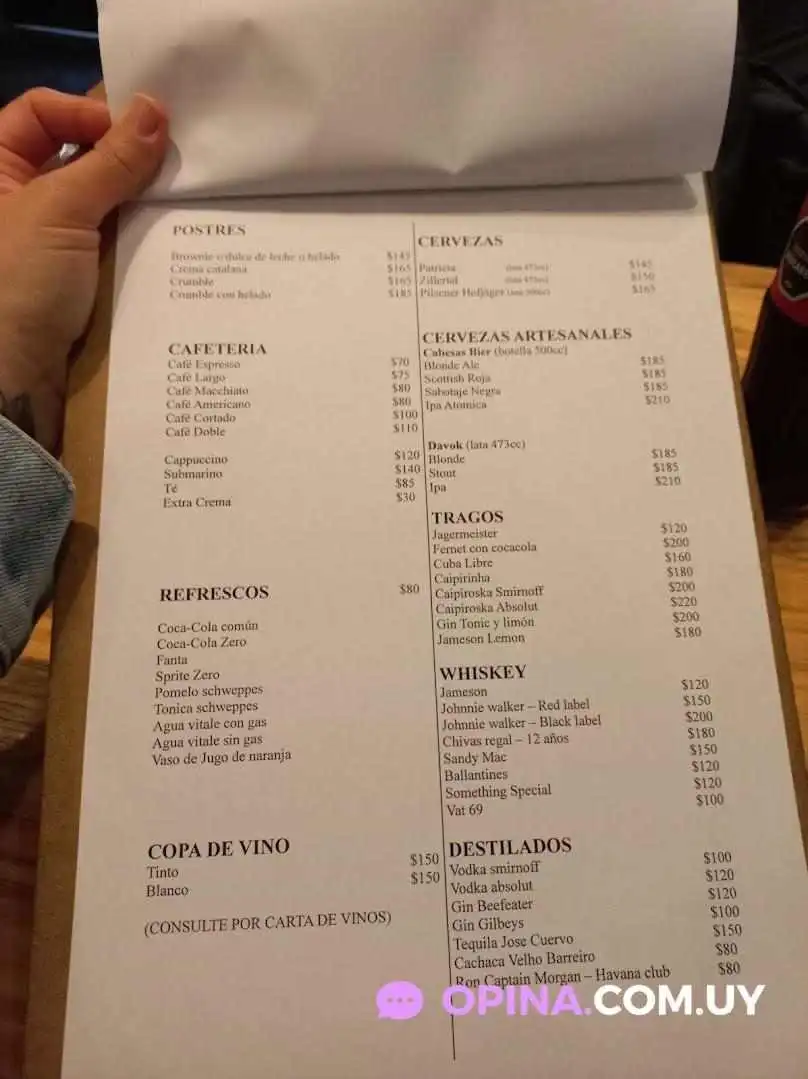 POSTRES
Brownie c/dulce de leche o helado $145
Crema catalana $165
Crumble $165
Crumble con helado $185
CAFETERIA
Café Espresso $70
Café Largo $75
Café Macchiato $80
Café Americano $80
Café Cortado $100
Café Doble $110
Cappuccino $120
Submarino $140
Té $85
Extra Crema $30
REFRESCOS $80
Coca-Cola común
Coca-Cola Zero
Fanta
Sprite Zero
Pomelo schweppes
Tonica schweppes
Agua vitale con gas
Agua vitale sin gas
Vaso de Jugo de naranja
COPA DE VINO
Tinto $150
Blanco $150
(CONSULTE POR CARTA DE VINOS)
CERVEZAS
Patricia (lata 473cc) $145
Zillertal (lata 473cc) $150
Pilsener Hofjager (lata 500cc) $165
CERVEZAS ARTESANALES
Cabesas Bier (botella 500cc)
Blonde Ale $185
Scottish Roja $185
Sabotaje Negra $185
Ipa Atomica $210
Davok (lata 473cc)
Blonde $185
Stout $185
Ipa $210
TRAGOS
Jagermeister $120
Fernet con cocacola $200
Cuba Libre $160
Caipirinha $180
Caipiroska Smirnoff $200
Caipiroska Absolut $220
Gin Tonic y limón $200
Jameson Lemon $180
WHISKEY
Jameson $120
Johnnie walker – Red label $150
Johnnie walker – Black label $200
Chivas regal – 12 años $180
Sandy Mac $150
Ballantines $120
Something Special $120
Vat 69 $100
DESTILADOS
Vodka smirnoff $100
Vodka absolut $120
Gin Beefeater $120
Gin Gilbeys $100
Tequila Jose Cuervo $150
Cachaca Velho Barreiro $80
Ron Captain Morgan – Havana club $80
OPINA.COM.UY